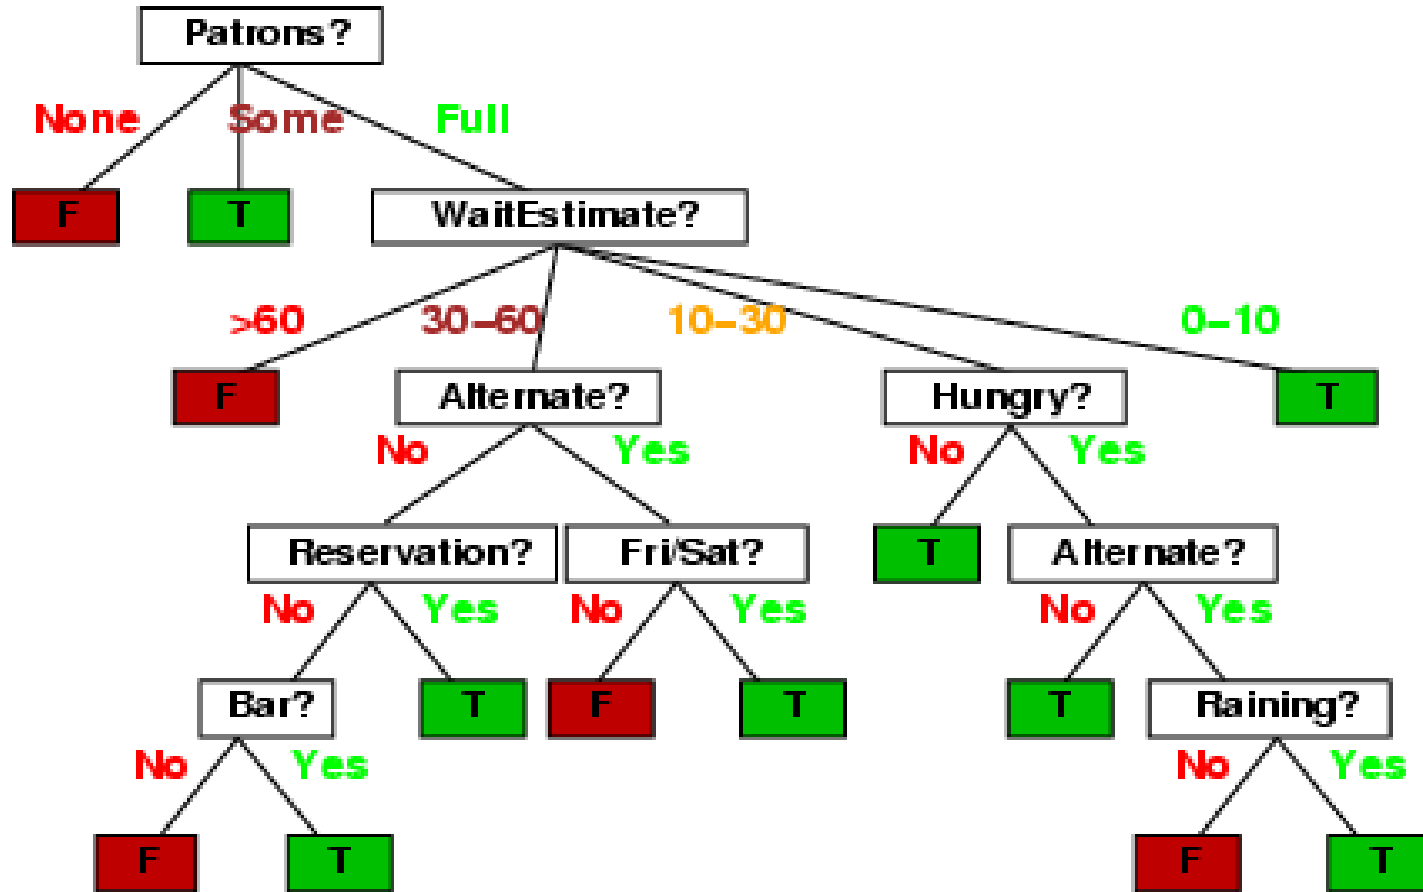 Patrons?
None Some Full
F T WaitEstimate?
>60 30–60 10–30 0–10
F Alternate? Hungry? T
No Yes No Yes
Reservation? Fri/Sat? T Alternate?
No Yes No Yes No Yes
Bar? T F T T Raining?
No Yes No Yes
F T F T